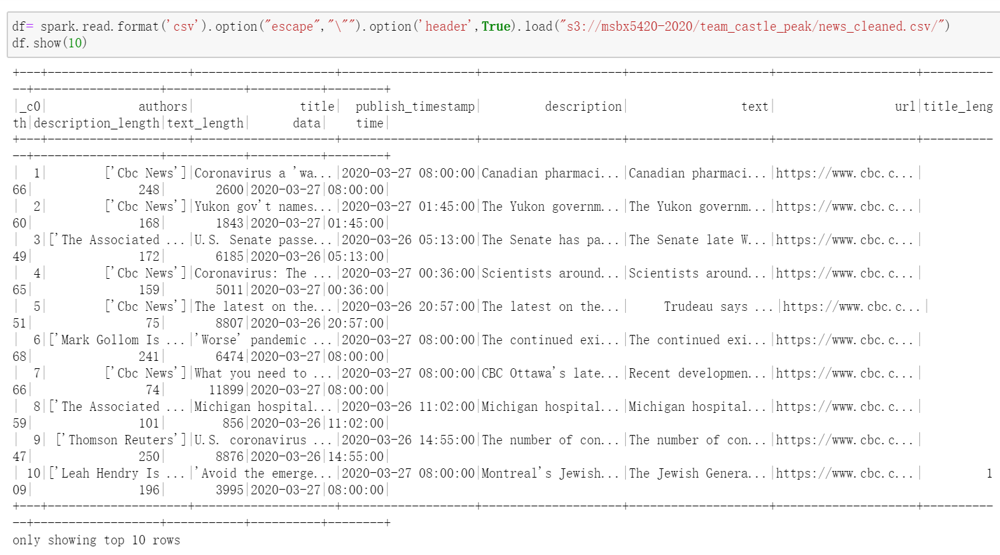 df= spark.read.format('csv').option("escape","\"").option('header',True).load("s3://msbx5420-2020/team_castle_peak/news_cleaned.csv/")
df.show(10)
+---+--------------------+--------------------+-------------------+--------------------+--------------------+--------------------+----------
--+------------------+-----------+----------+--------+
|_c0|             authors|               title|  publish_timestamp|         description|                text|                 url|title_leng
th|description_length|text_length|      data|    time|
+---+--------------------+--------------------+-------------------+--------------------+--------------------+--------------------+----------
--+------------------+-----------+----------+--------+
|  1|        ['Cbc News']|Coronavirus a 'wa...|2020-03-27 08:00:00|Canadian pharmaci...|Canadian pharmaci...|https://www.cbc.c...|
66|               248|       2600|2020-03-27|08:00:00|
|  2|        ['Cbc News']|Yukon gov't names...|2020-03-27 01:45:00|The Yukon governm...|The Yukon governm...|https://www.cbc.c...|
60|               168|       1843|2020-03-27|01:45:00|
|  3|['The Associated ...|U.S. Senate passe...|2020-03-26 05:13:00|The Senate has pa...|The Senate late W...|https://www.cbc.c...|
49|               172|       6185|2020-03-26|05:13:00|
|  4|        ['Cbc News']|Coronavirus: The ...|2020-03-27 00:36:00|Scientists around...|Scientists around...|https://www.cbc.c...|
65|               159|       5011|2020-03-27|00:36:00|
|  5|        ['Cbc News']|The latest on the...|2020-03-26 20:57:00|The latest on the...|     Trudeau says ...|https://www.cbc.c...|
51|                75|       8807|2020-03-26|20:57:00|
|  6|['Mark Gollom Is ...|'Worse' pandemic ...|2020-03-27 08:00:00|The continued exi...|The continued exi...|https://www.cbc.c...|
68|               241|       6474|2020-03-27|08:00:00|
|  7|        ['Cbc News']|What you need to ...|2020-03-27 08:00:00|CBC Ottawa's late...|Recent developmen...|https://www.cbc.c...|
66|                74|      11899|2020-03-27|08:00:00|
|  8|['The Associated ...|Michigan hospital...|2020-03-26 11:02:00|Michigan hospital...|Michigan hospital...|https://www.cbc.c...|
59|               101|        856|2020-03-26|11:02:00|
|  9| ['Thomson Reuters']|U.S. coronavirus ...|2020-03-26 14:55:00|The number of con...|The number of con...|https://www.cbc.c...|
47|               250|       8876|2020-03-26|14:55:00|
| 10|['Leah Hendry Is ...|'Avoid the emerge...|2020-03-27 08:00:00|Montreal's Jewish...|The Jewish Genera...|https://www.cbc.c...|         1
09|               196|       3995|2020-03-27|08:00:00|
+---+--------------------+--------------------+-------------------+--------------------+--------------------+--------------------+----------
--+------------------+-----------+----------+--------+
only showing top 10 rows